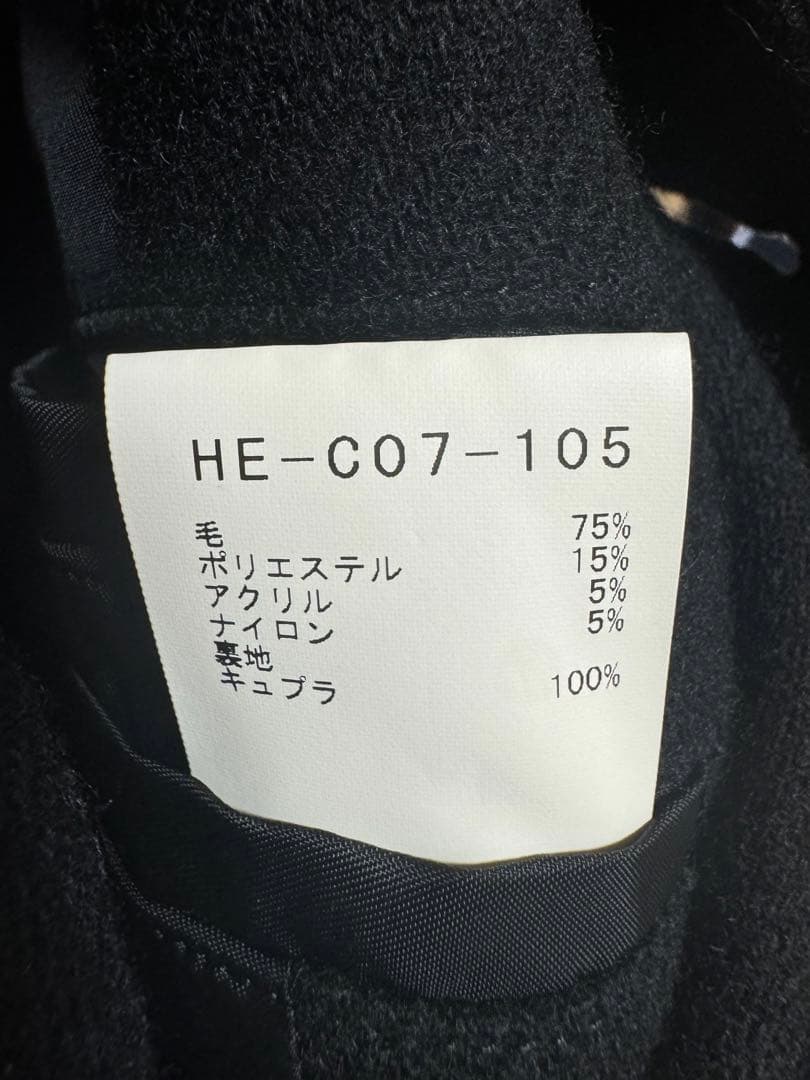 HE-C07-105
毛 75%
ポリエステル 15%
アクリル 5%
ナイロン 5%
裏地
キュプラ 100%